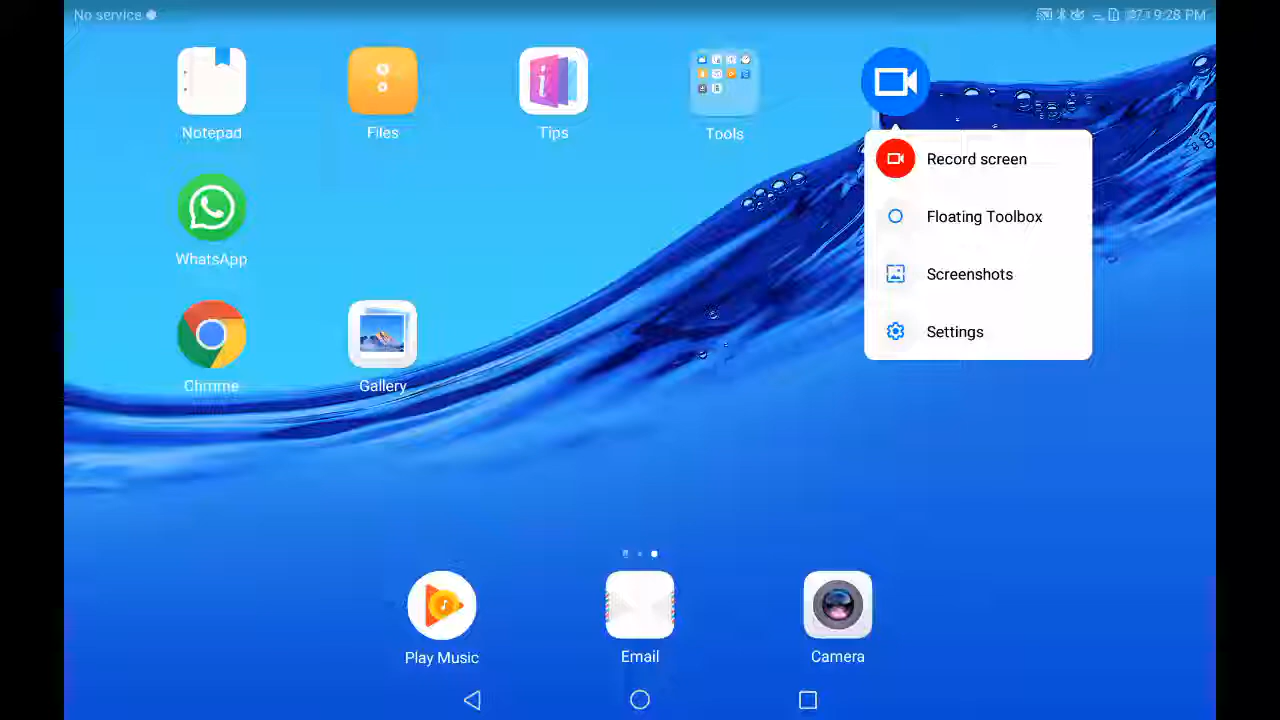 No service
9:28 PM
Notepad
Files
Tips
Tools
Record screen
Floating Toolbox
Screenshots
Settings
WhatsApp
Chrome
Gallery
Play Music
Email
Camera